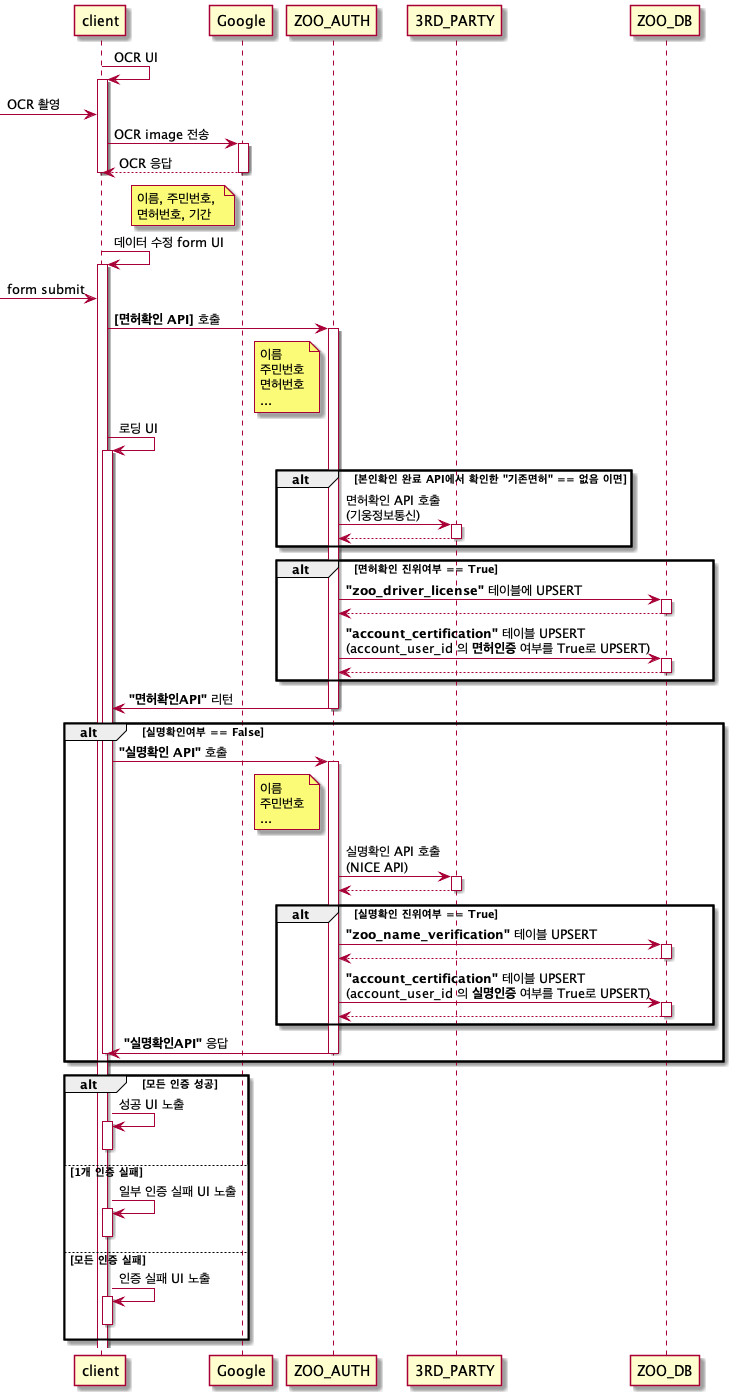 client
Google
ZOO_AUTH
3RD_PARTY
ZOO_DB
OCR UI
OCR 촬영
OCR image 전송
OCR 응답
이름, 주민번호,
면허번호, 기간
데이터 수정 form UI
form submit
[면허확인 API] 호출
이름
주민번호
면허번호
...
로딩 UI
alt [본인확인 완료 API에서 확인한 "기존면허" == 없음 이면]
면허확인 API 호출
(기웅정보통신)
alt [면허확인 진위여부 == True]
"zoo_driver_license" 테이블에 UPSERT
"account_certification" 테이블 UPSERT
(account_user_id 의 면허인증 여부를 True로 UPSERT)
"면허확인API" 리턴
alt [실명확인여부 == False]
"실명확인 API" 호출
이름
주민번호
...
실명확인 API 호출
(NICE API)
alt [실명확인 진위여부 == True]
"zoo_name_verification" 테이블 UPSERT
"account_certification" 테이블 UPSERT
(account_user_id 의 실명인증 여부를 True로 UPSERT)
"실명확인API" 응답
alt [모든 인증 성공]
성공 UI 노출
[1개 인증 실패]
일부 인증 실패 UI 노출
[모든 인증 실패]
인증 실패 UI 노출
client
Google
ZOO_AUTH
3RD_PARTY
ZOO_DB